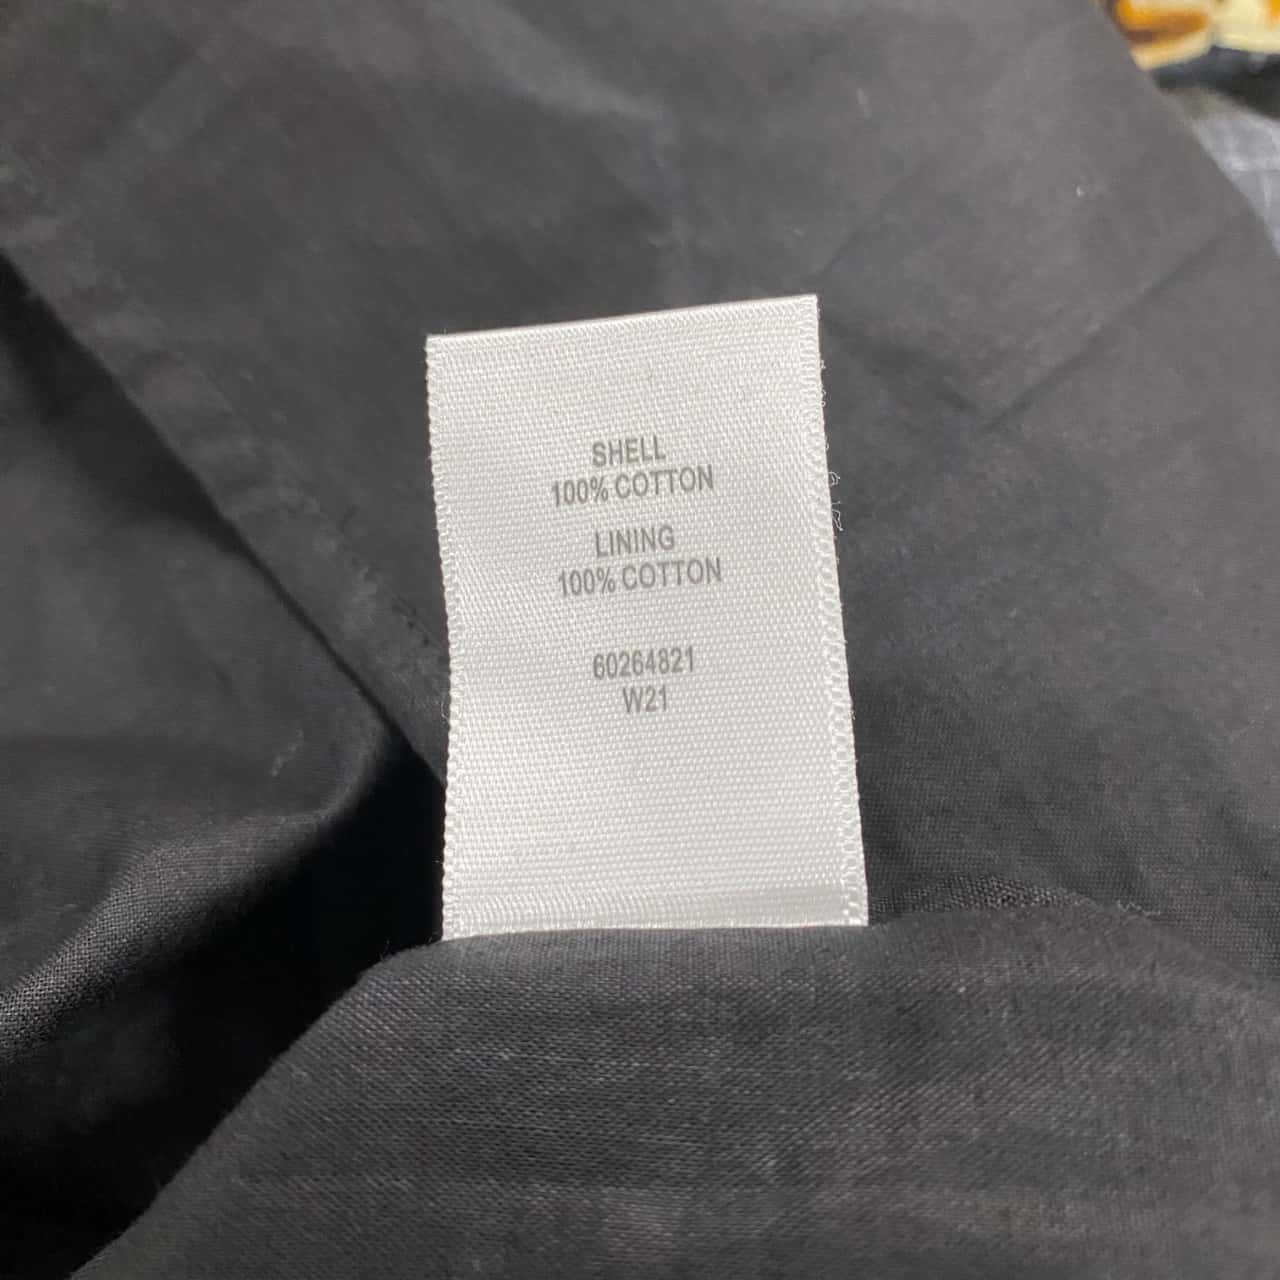 SHELL
100% COTTON
LINING
100% COTTON
60264821
W21